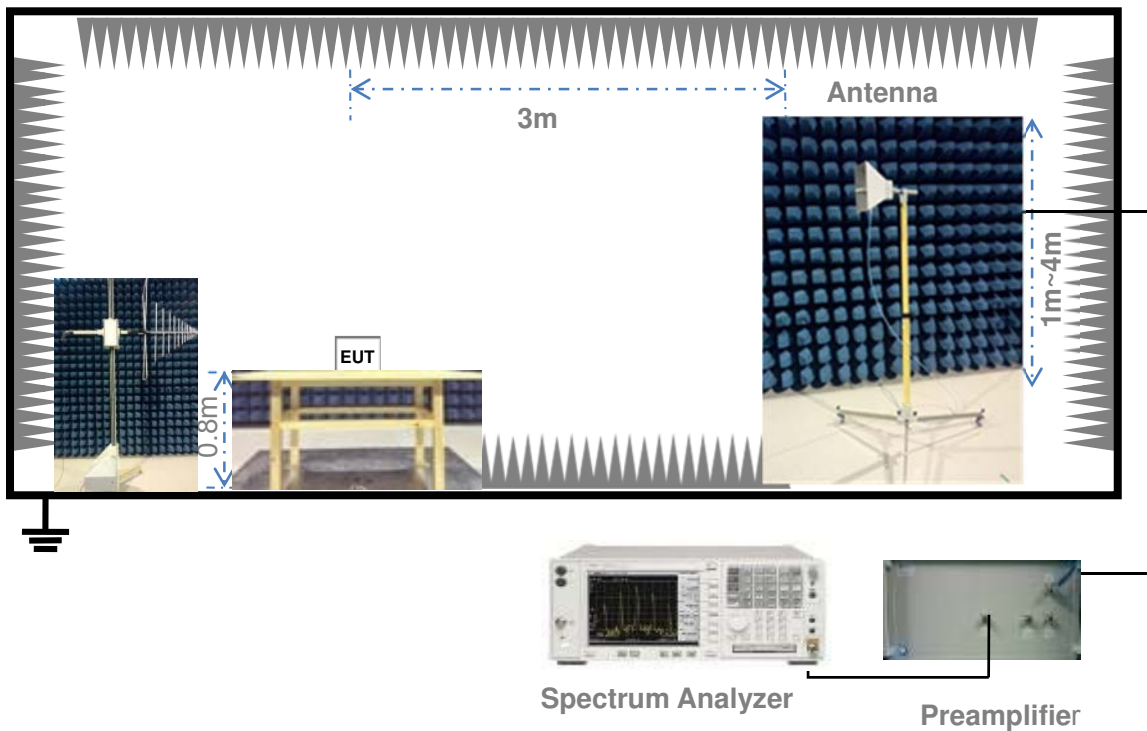 Antenna
3m
1m~4m
EUT
0.8m
Spectrum Analyzer
Preamplifier